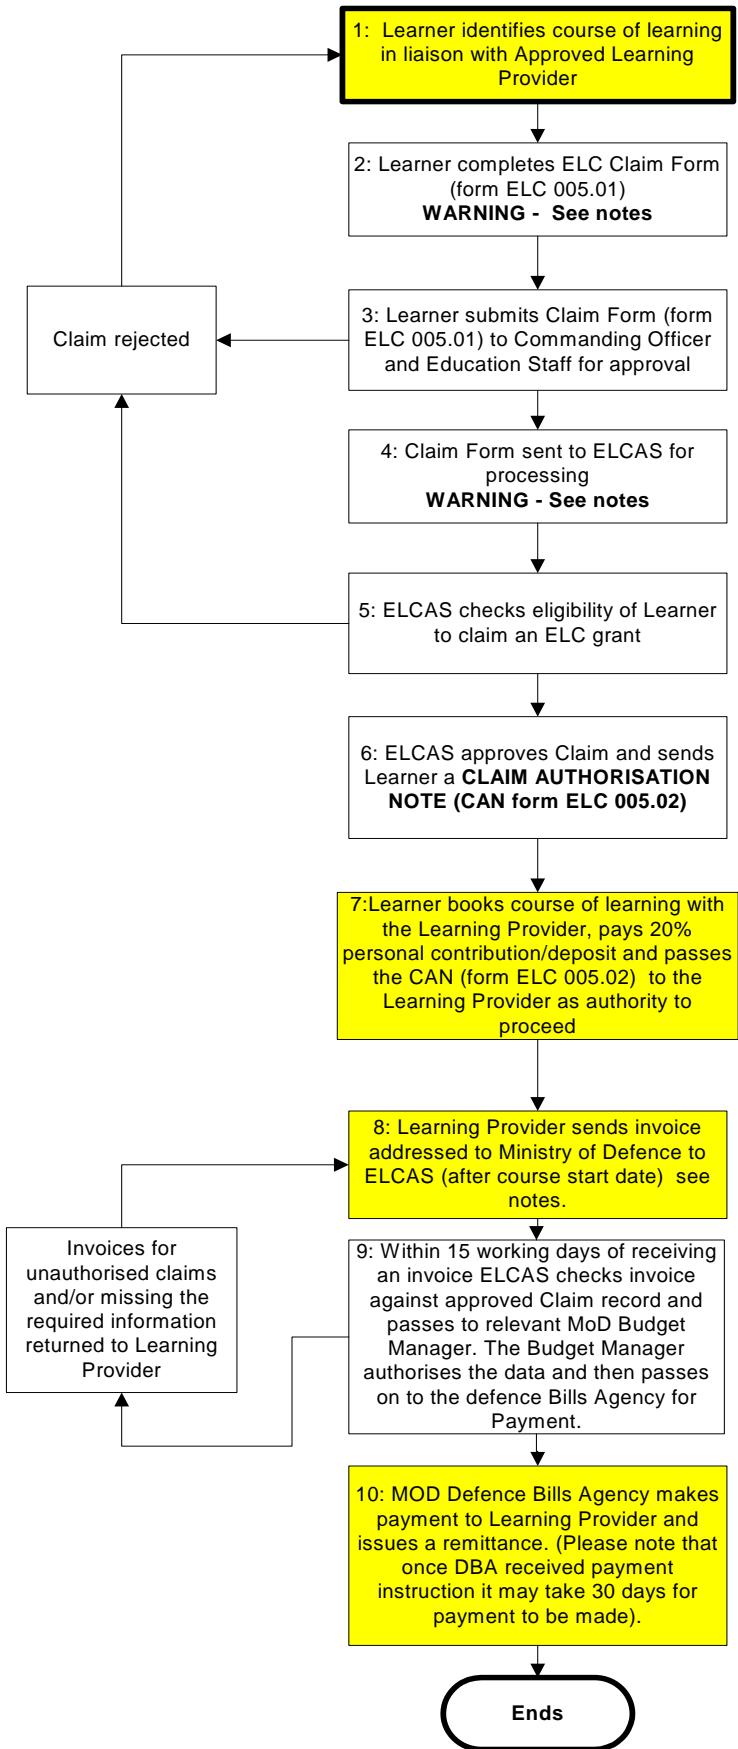 1:  Learner identifies course of learning
in liaison with Approved Learning
Provider
2: Learner completes ELC Claim Form
(form ELC 005.01)
WARNING -  See notes
Claim rejected
3: Learner submits Claim Form (form
ELC 005.01) to Commanding Officer
and Education Staff for approval
4: Claim Form sent to ELCAS for
processing
WARNING - See notes
5: ELCAS checks eligibility of Learner
to claim an ELC grant
6: ELCAS approves Claim and sends
Learner a CLAIM AUTHORISATION
NOTE (CAN form ELC 005.02)
7:Learner books course of learning with
the Learning Provider, pays 20%
personal contribution/deposit and passes
the CAN (form ELC 005.02)  to the
Learning Provider as authority to
proceed
8: Learning Provider sends invoice
addressed to Ministry of Defence to
ELCAS (after course start date)  see
notes.
Invoices for
unauthorised claims
and/or missing the
required information
returned to Learning
Provider
9: Within 15 working days of receiving
an invoice ELCAS checks invoice
against approved Claim record and
passes to relevant MoD Budget
Manager. The Budget Manager
authorises the data and then passes
on to the defence Bills Agency for
Payment.
10: MOD Defence Bills Agency makes
payment to Learning Provider and
issues a remittance. (Please note that
once DBA received payment
instruction it may take 30 days for
payment to be made).
Ends